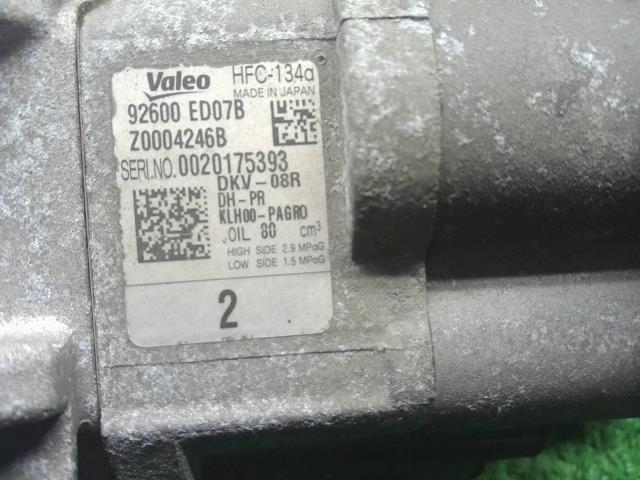 Valeo HFC-134a
MADE IN JAPAN
92600 ED07B
Z0004246B
SERI.NO.0020175393
DKV-08R
DH-PR
KLH00-PAGRO
OIL 80 cm³
HIGH SIDE 2.9 MPaG
LOW SIDE 1.5 MPaG
2